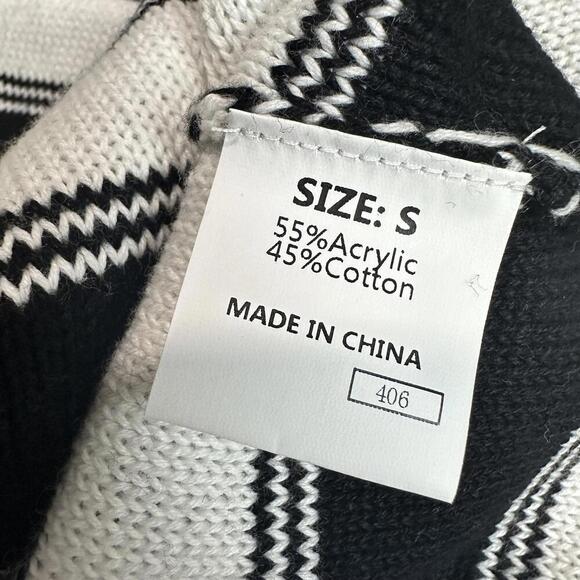 SIZE: S
55%Acrylic
45%Cotton
MADE IN CHINA
406